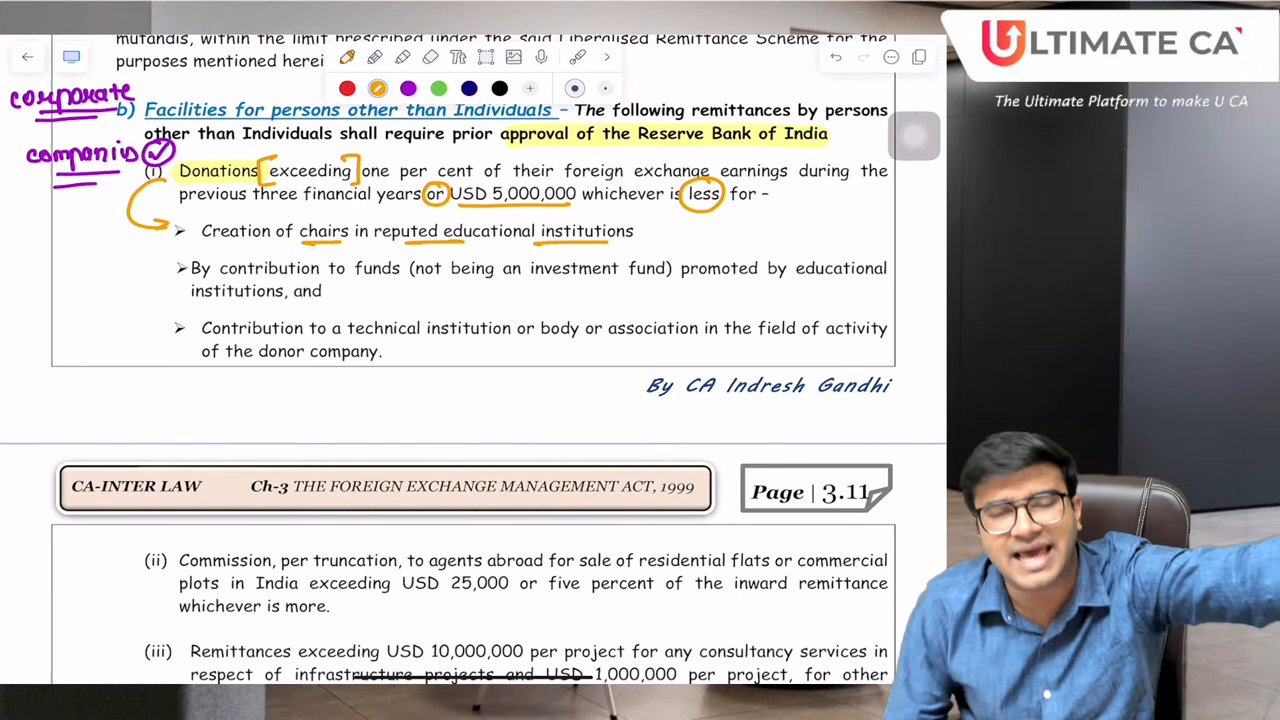 mutandis, within the limit prescribed under the said Liberalised Remittance Scheme for the
purposes mentioned herei
ULTIMATE CA
The Ultimate Platform to make U CA
corporate
companis
b) Facilities for persons other than Individuals – The following remittances by persons
other than Individuals shall require prior approval of the Reserve Bank of India
(i) Donations [exceeding] one per cent of their foreign exchange earnings during the
previous three financial years or USD 5,000,000 whichever is less for –
➢ Creation of chairs in reputed educational institutions
➢ By contribution to funds (not being an investment fund) promoted by educational
institutions, and
➢ Contribution to a technical institution or body or association in the field of activity
of the donor company.
By CA Indresh Gandhi
CA-INTER LAW Ch-3 THE FOREIGN EXCHANGE MANAGEMENT ACT, 1999
Page | 3.11
(ii) Commission, per truncation, to agents abroad for sale of residential flats or commercial
plots in India exceeding USD 25,000 or five percent of the inward remittance
whichever is more.
(iii) Remittances exceeding USD 10,000,000 per project for any consultancy services in
respect of infrastructure projects and USD 1,000,000 per project, for other